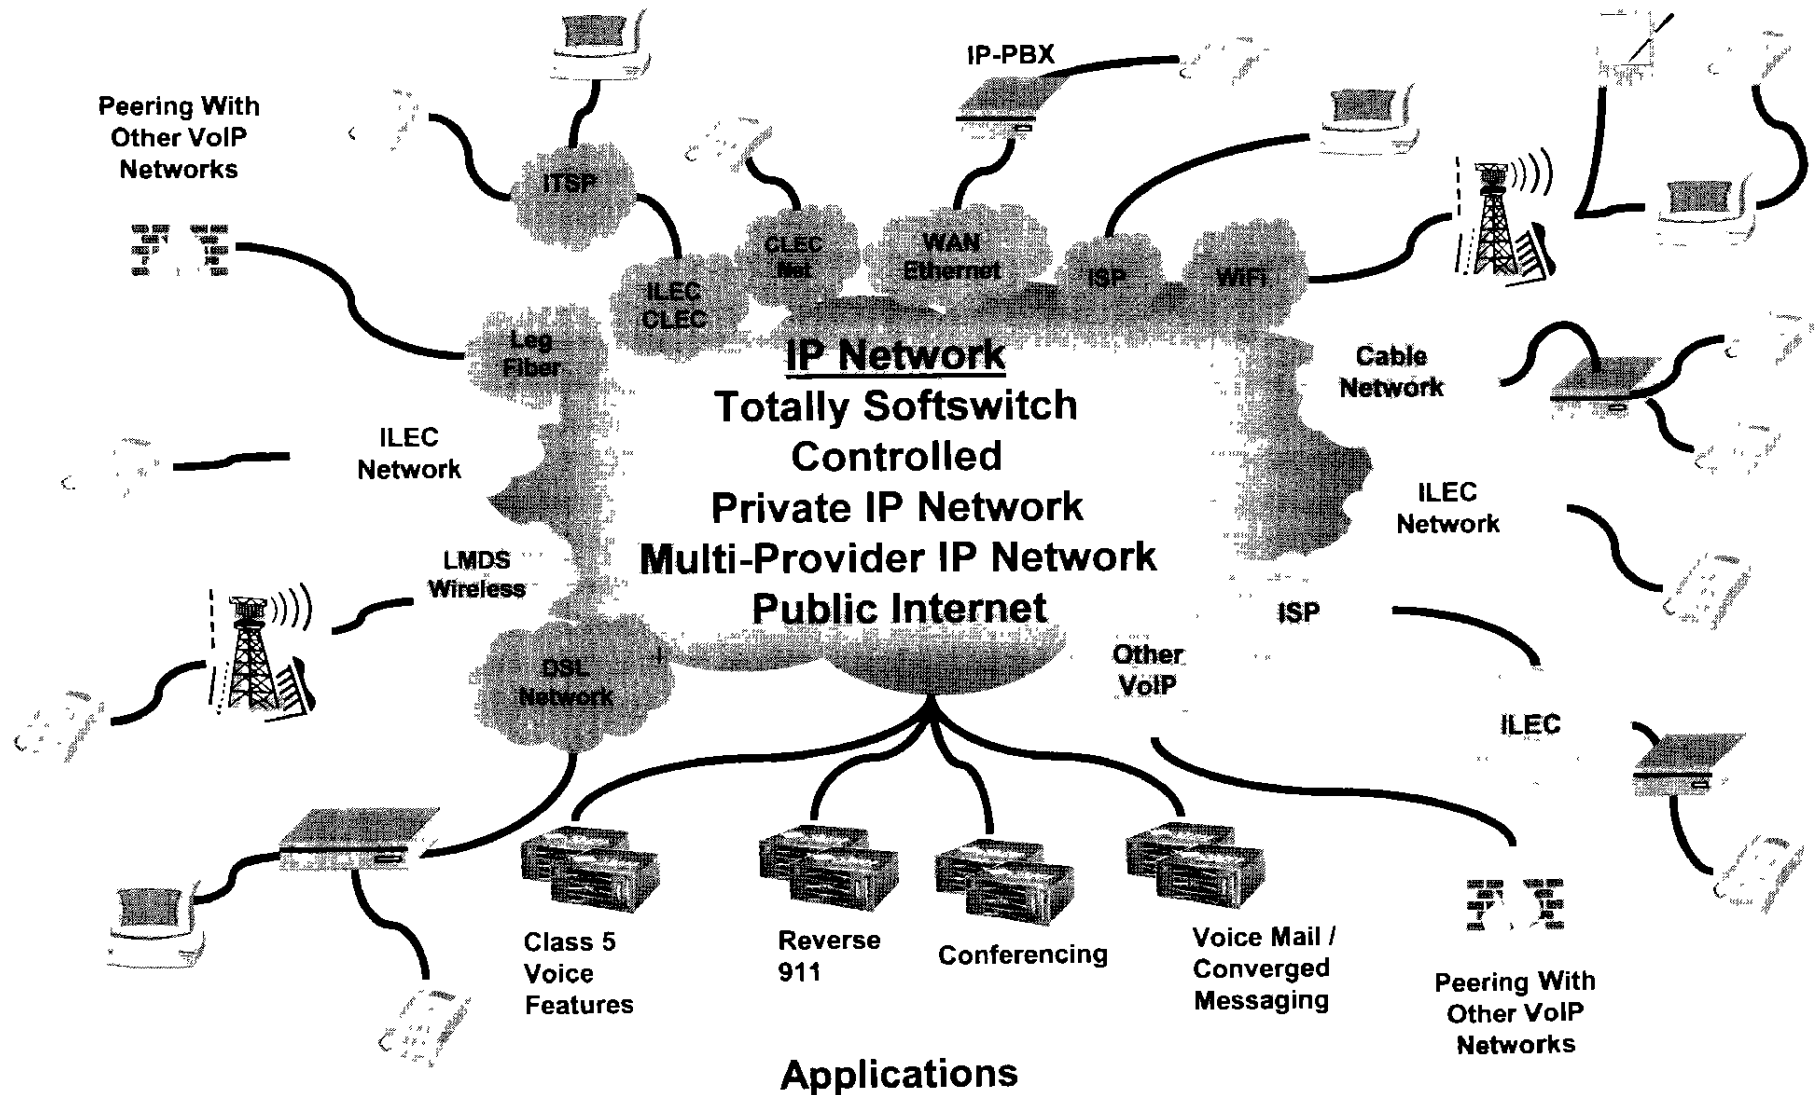 IP-PBX
Peering With
Other VoIP
Networks
ITSP
CLEC
Net
WAN
Ethernet
ISP
WiFi
ILEC
CLEC
Leg
Fiber
IP Network
Totally Softswitch
Controlled
Private IP Network
Multi-Provider IP Network
Public Internet
Cable
Network
ILEC
Network
ILEC
Network
LMDS
Wireless
ISP
DSL
Network
Other
VoIP
ILEC
Class 5
Voice
Features
Reverse
911
Conferencing
Voice Mail /
Converged
Messaging
Peering With
Other VoIP
Networks
Applications